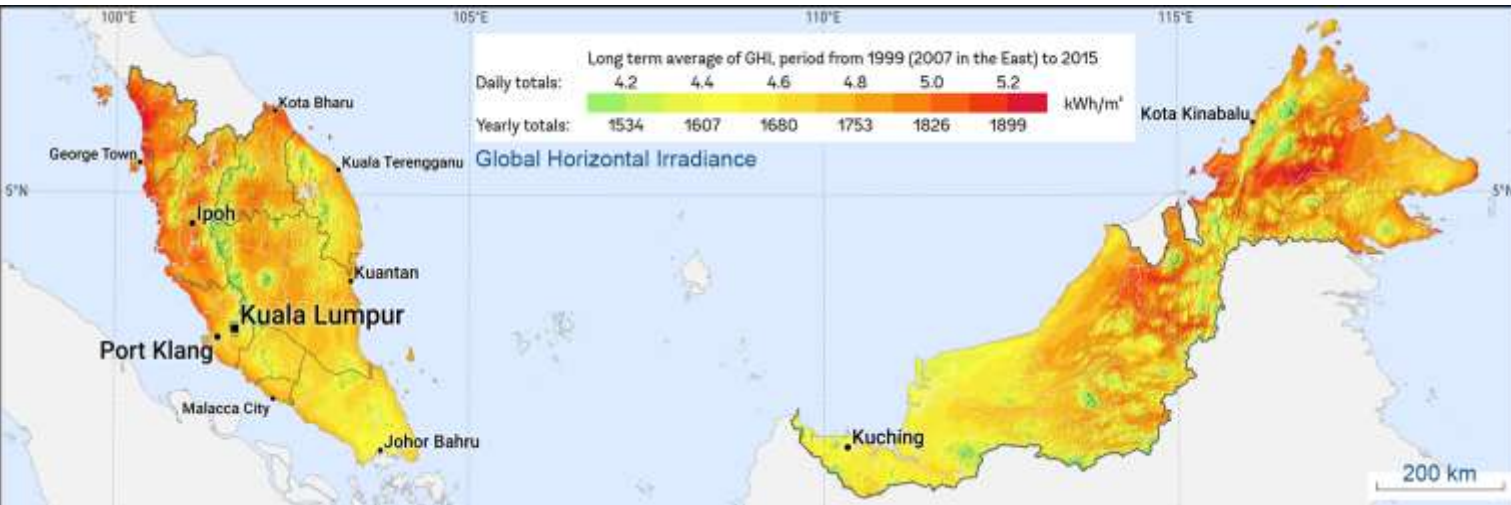 100°E 105°E 110°E 115°E
Long term average of GHI, period from 1999 (2007 in the East) to 2015
Daily totals: 4.2 4.4 4.6 4.8 5.0 5.2
kWh/m²
Yearly totals: 1534 1607 1680 1753 1826 1899
Global Horizontal Irradiance
Kota Bharu
Kota Kinabalu
George Town
Kuala Terengganu
5°N 5°N
Ipoh
Kuantan
Kuala Lumpur
Port Klang
Malacca City
Johor Bahru
Kuching
200 km